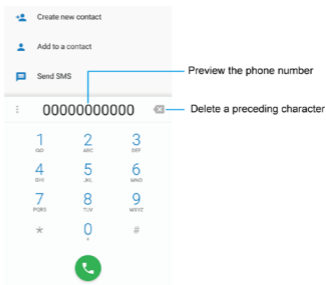 Create new contact
Add to a contact
Send SMS
Preview the phone number
00000000000
Delete a preceding character
1 2 3
ABC DEF
4 5 6
GHI JKL MNO
7 8 9
PQRS TUV WXYZ
* 0 #
+